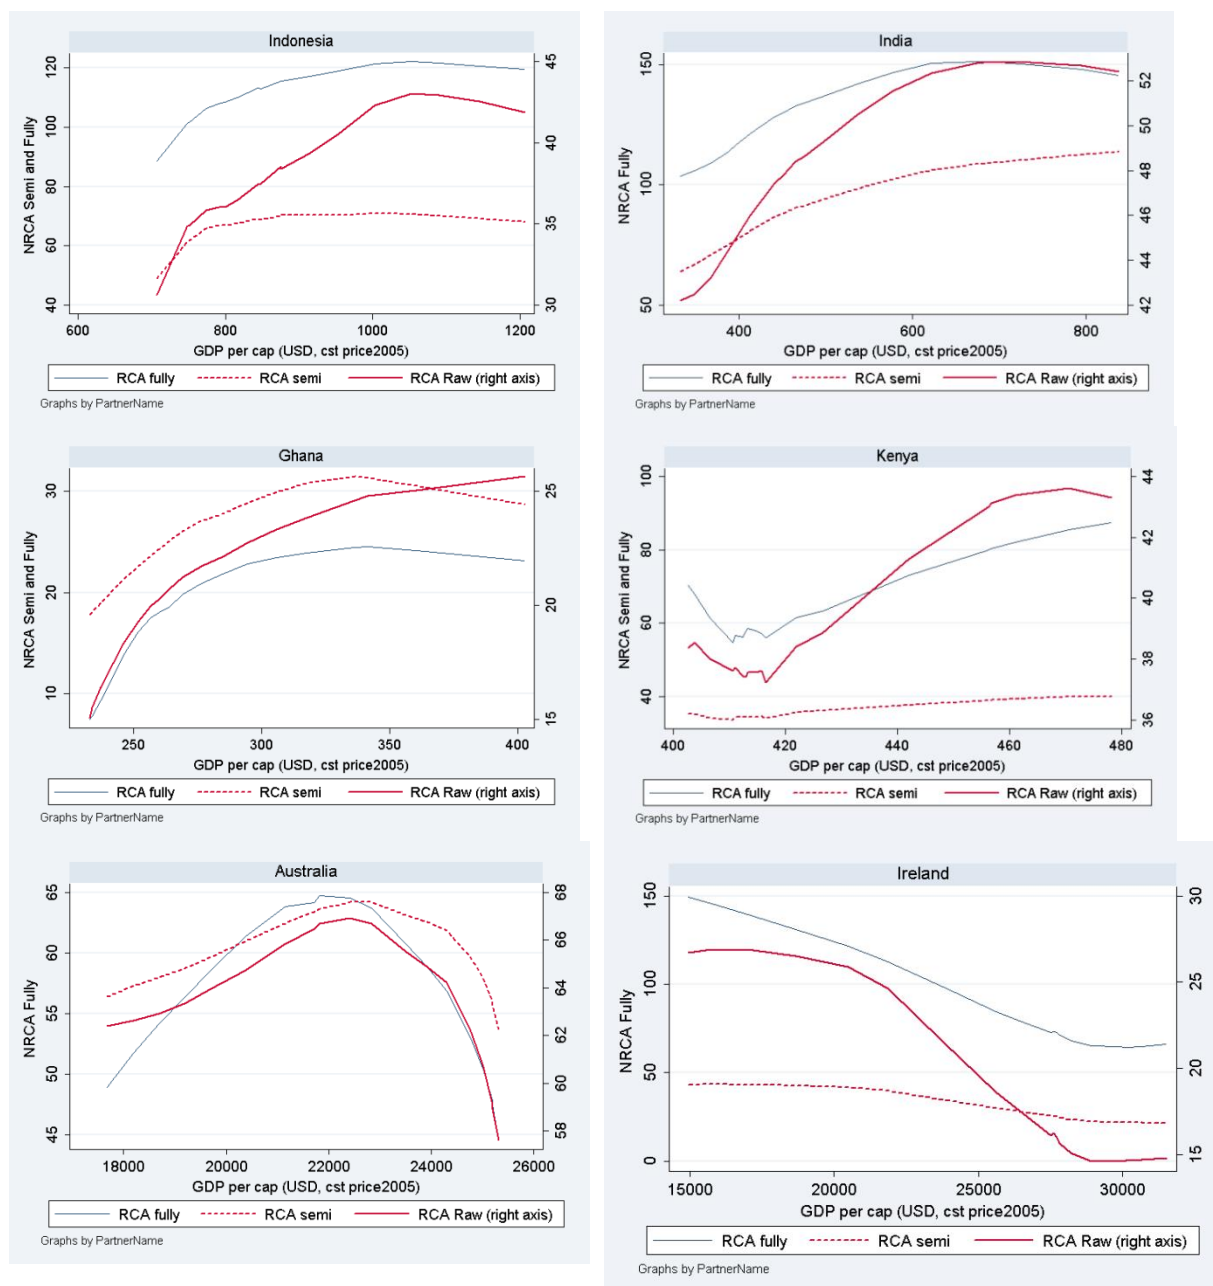 Indonesia
NRCA Semi and Fully
120
100
80
60
40
45
40
35
30
600 800 1000 1200
GDP per cap (USD, cst price2005)
RCA fully RCA semi RCA Raw (right axis)
Graphs by PartnerName
India
NRCA Fully
150
100
50
52
50
48
46
44
42
400 600 800
GDP per cap (USD, cst price2005)
RCA fully RCA semi RCA Raw (right axis)
Graphs by PartnerName
Ghana
NRCA Semi and Fully
30
20
10
25
20
15
250 300 350 400
GDP per cap (USD, cst price2005)
RCA fully RCA semi RCA Raw (right axis)
Graphs by PartnerName
Kenya
NRCA Semi and Fully
100
80
60
40
44
42
40
38
36
400 420 440 460 480
GDP per cap (USD, cst price2005)
RCA fully RCA semi RCA Raw (right axis)
Graphs by PartnerName
Australia
NRCA Fully
65
60
55
50
45
68
66
64
62
60
58
18000 20000 22000 24000 26000
GDP per cap (USD, cst price2005)
RCA fully RCA semi RCA Raw (right axis)
Graphs by PartnerName
Ireland
NRCA Fully
150
100
50
0
30
25
20
15
15000 20000 25000 30000
GDP per cap (USD, cst price2005)
RCA fully RCA semi RCA Raw (right axis)
Graphs by PartnerName